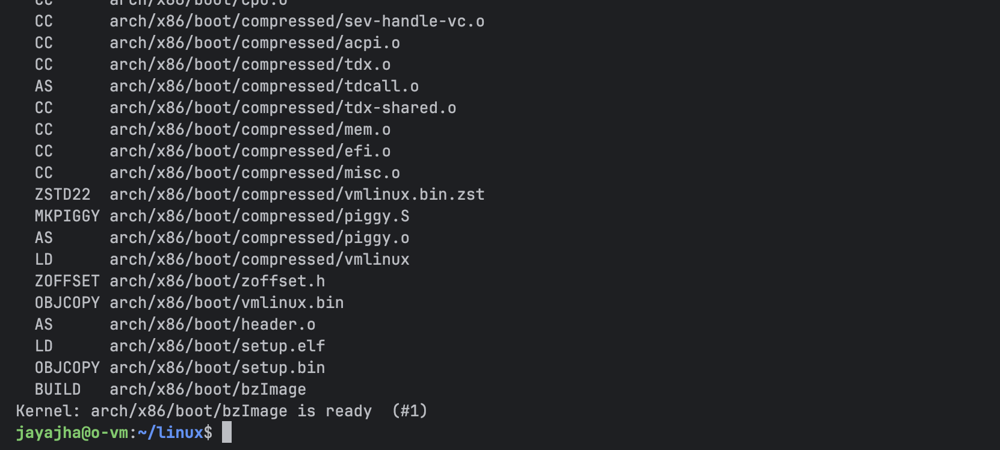 CC      arch/x86/boot/cpu.o
CC      arch/x86/boot/compressed/sev-handle-vc.o
CC      arch/x86/boot/compressed/acpi.o
CC      arch/x86/boot/compressed/tdx.o
AS      arch/x86/boot/compressed/tdcall.o
CC      arch/x86/boot/compressed/tdx-shared.o
CC      arch/x86/boot/compressed/mem.o
CC      arch/x86/boot/compressed/efi.o
CC      arch/x86/boot/compressed/misc.o
ZSTD22  arch/x86/boot/compressed/vmlinux.bin.zst
MKPIGGY arch/x86/boot/compressed/piggy.S
AS      arch/x86/boot/compressed/piggy.o
LD      arch/x86/boot/compressed/vmlinux
ZOFFSET arch/x86/boot/zoffset.h
OBJCOPY arch/x86/boot/vmlinux.bin
AS      arch/x86/boot/header.o
LD      arch/x86/boot/setup.elf
OBJCOPY arch/x86/boot/setup.bin
BUILD   arch/x86/boot/bzImage
Kernel: arch/x86/boot/bzImage is ready  (#1)
jayajha@o-vm:~/linux$